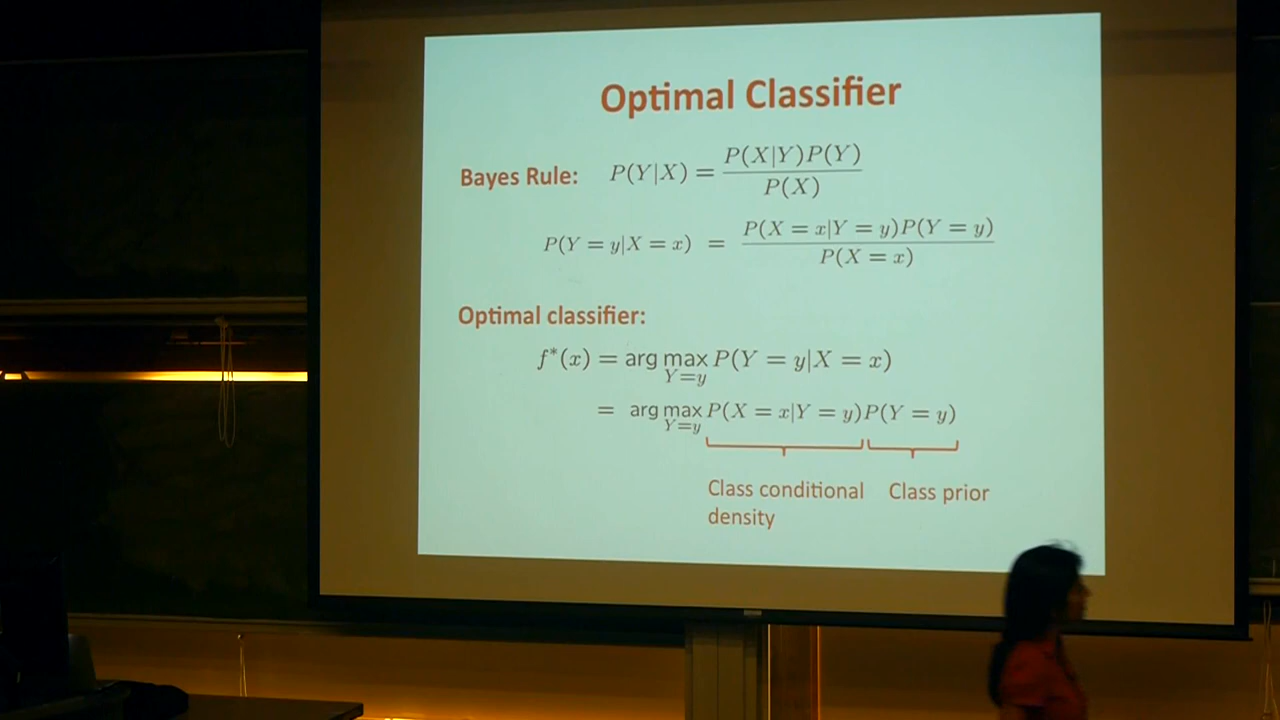 Optimal Classifier
Bayes Rule: P(Y|X) = P(X|Y)P(Y) / P(X)
P(Y = y|X = x) = P(X = x|Y = y)P(Y = y) / P(X = x)
Optimal classifier:
f*(x) = arg max_{Y=y} P(Y = y|X = x)
= arg max_{Y=y} P(X = x|Y = y)P(Y = y)
Class conditional density
Class prior